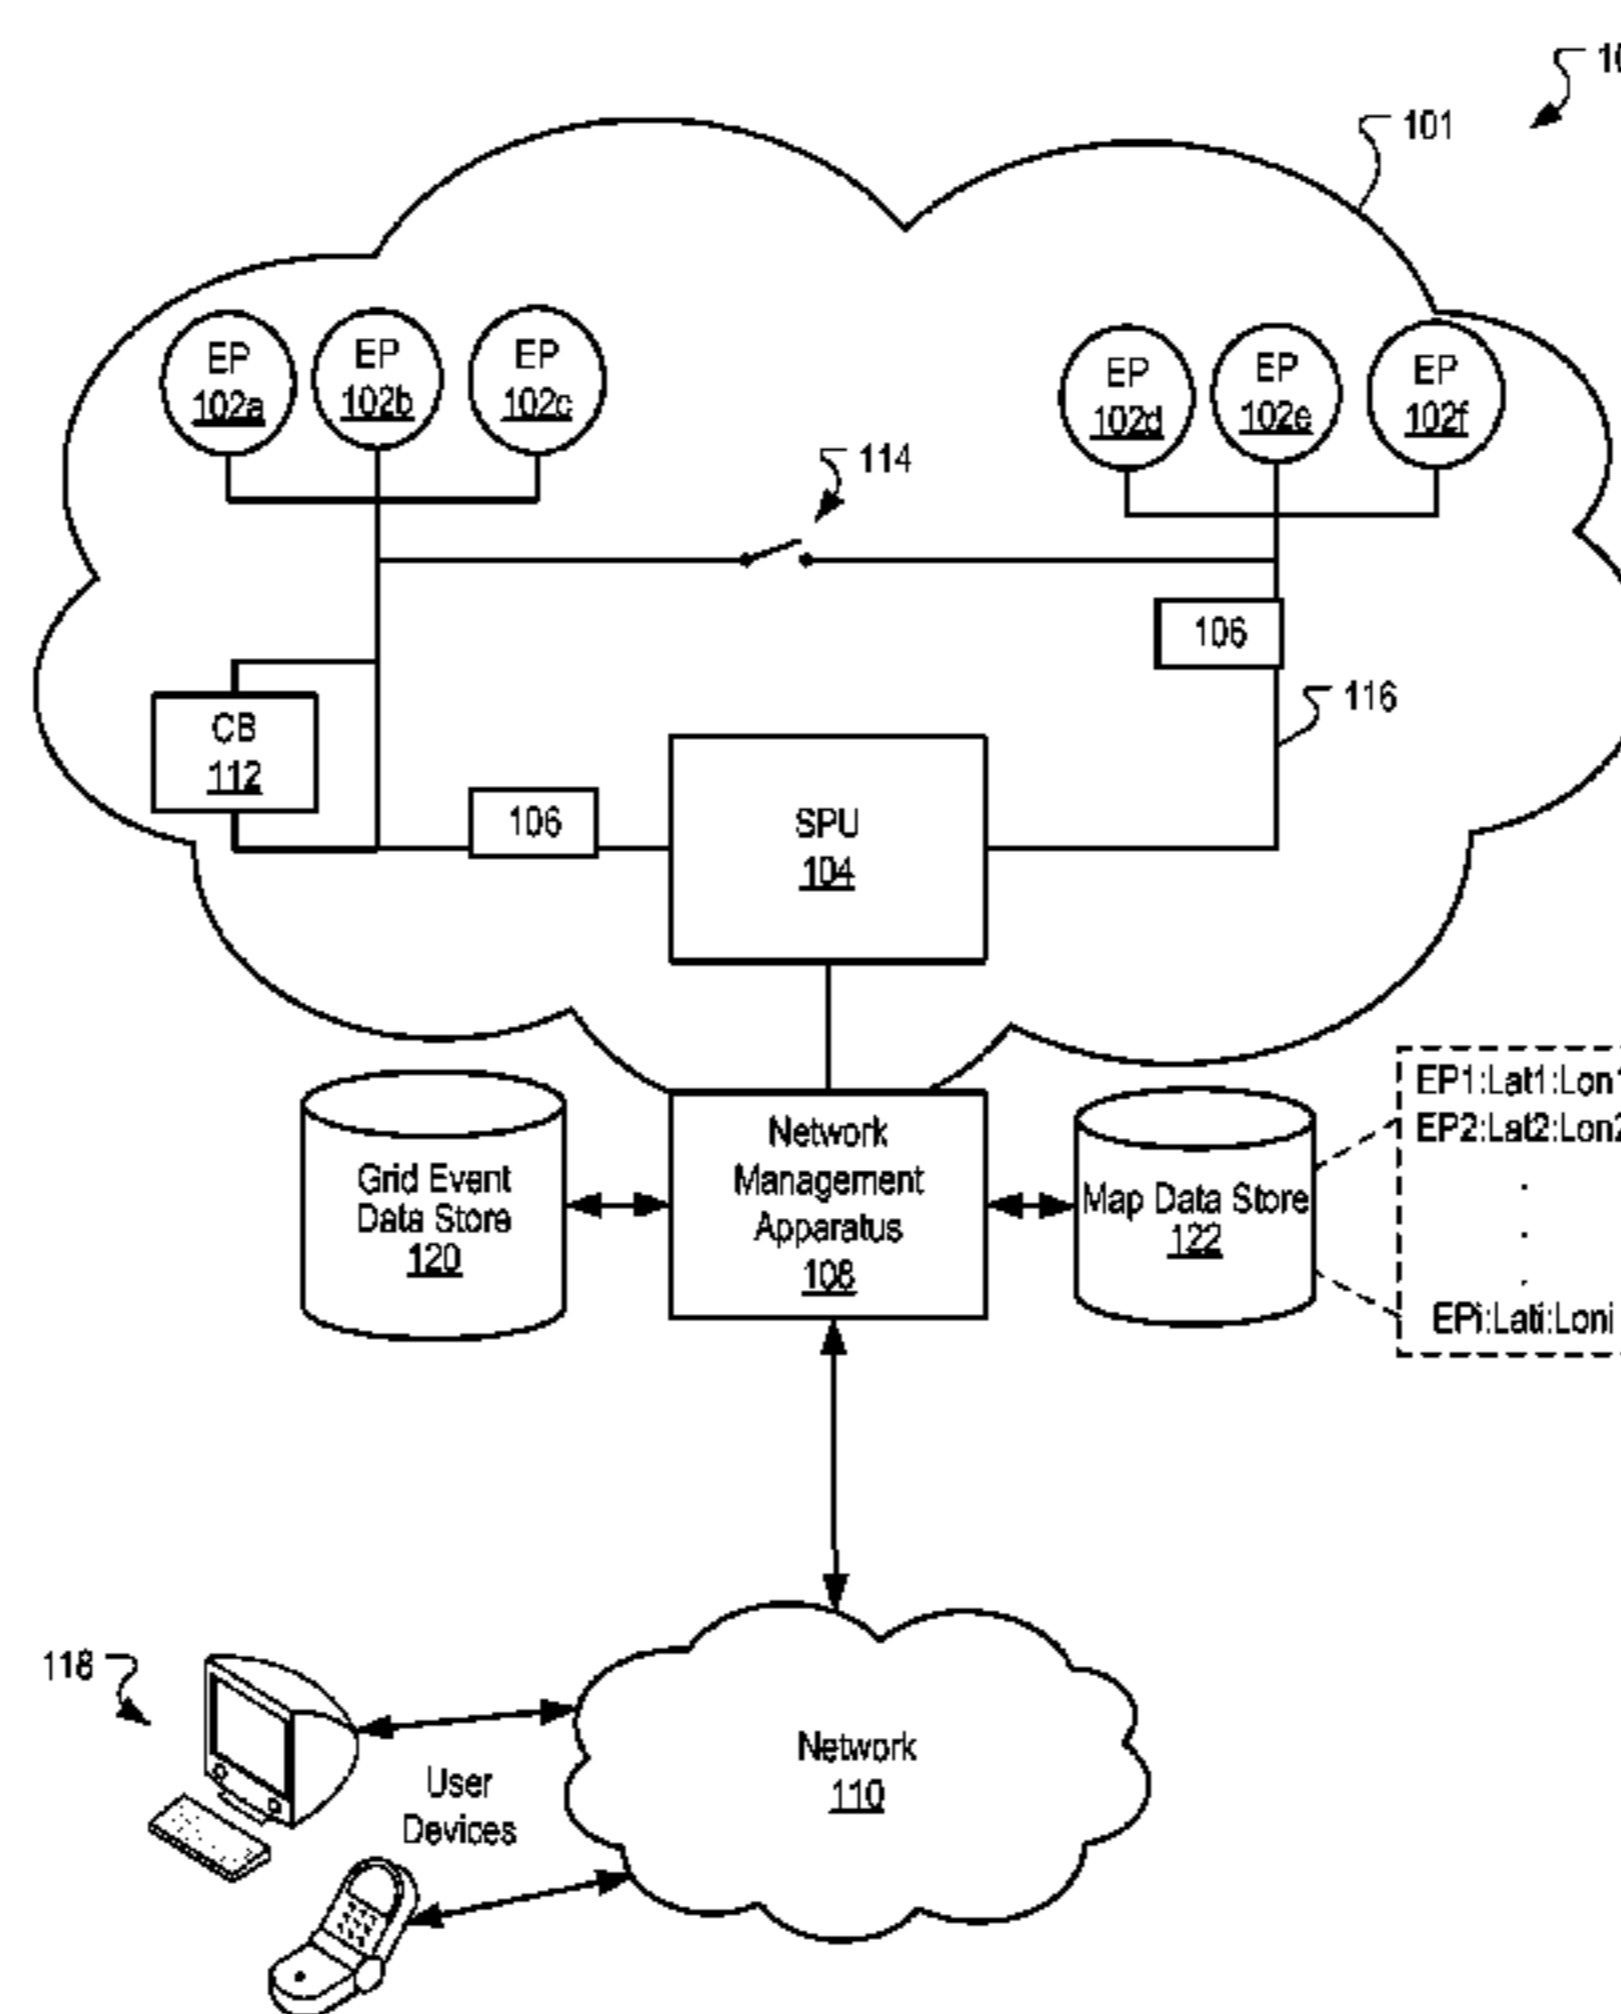 101
EP
102a
EP
102b
EP
102c
EP
102d
EP
102e
EP
102f
114
106
116
CB
112
106
SPU
104
Grid Event
Data Store
120
Network
Management
Apparatus
108
Map Data Store
122
EP1:Lat1:Lon1
EP2:Lat2:Lon2
.
.
.
EPi:Lati:Loni
118
User
Devices
Network
110